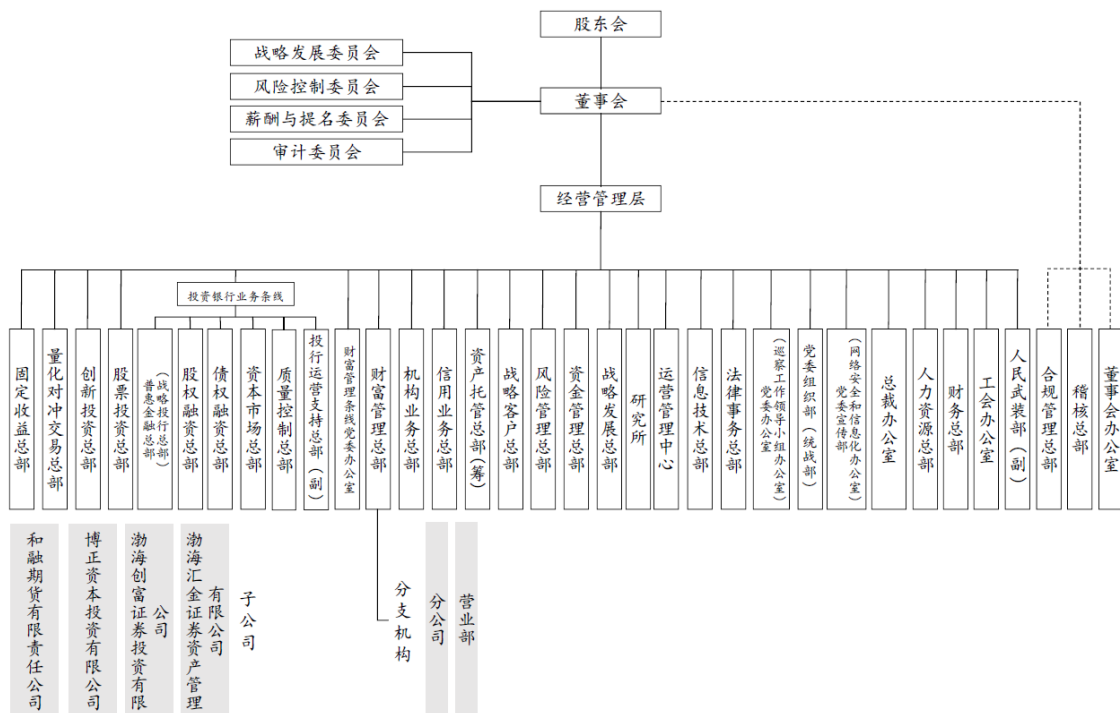 股东会
战略发展委员会
风险控制委员会
董事会
薪酬与提名委员会
审计委员会
经营管理层
投资银行业务条线
固定收益总部
量化对冲交易总部
创新投资总部
股票投资总部
普惠金融总部
（战略投行总部）
股权融资总部
债权融资总部
资本市场总部
质量控制总部
投行运营支持总部（副）
财富管理条线党委办公室
财富管理总部
机构业务总部
信用业务总部
资产托管总部（筹）
战略客户总部
风险管理总部
资金管理总部
战略发展总部
研究所
运营管理中心
信息技术总部
法律事务总部
党委办公室
（巡察工作领导小组办公室）
党委组织部（统战部）
党委宣传部
（网络安全和信息化办公室）
总裁办公室
人力资源总部
财务总部
工会办公室
人民武装部（副）
合规管理总部
稽核总部
董事会办公室
和融期货有限责任公司
博正资本投资有限公司
渤海创富证券投资有限
公司
渤海汇金证券资产管理
有限公司
子公司
分支机构
分公司
营业部